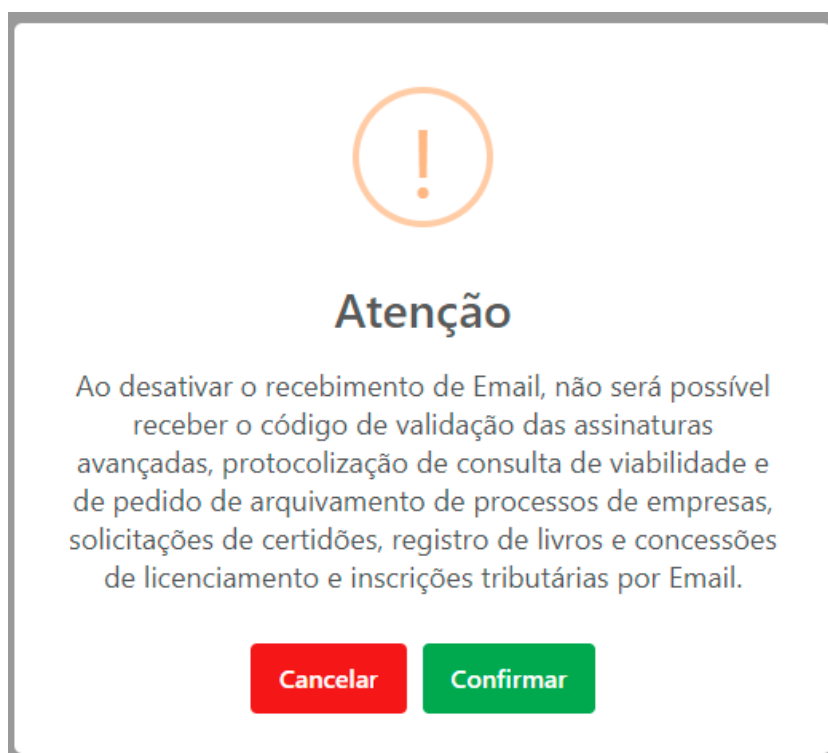 !
Atenção
Ao desativar o recebimento de Email, não será possível
receber o código de validação das assinaturas
avançadas, protocolização de consulta de viabilidade e
de pedido de arquivamento de processos de empresas,
solicitações de certidões, registro de livros e concessões
de licenciamento e inscrições tributárias por Email.
Cancelar
Confirmar